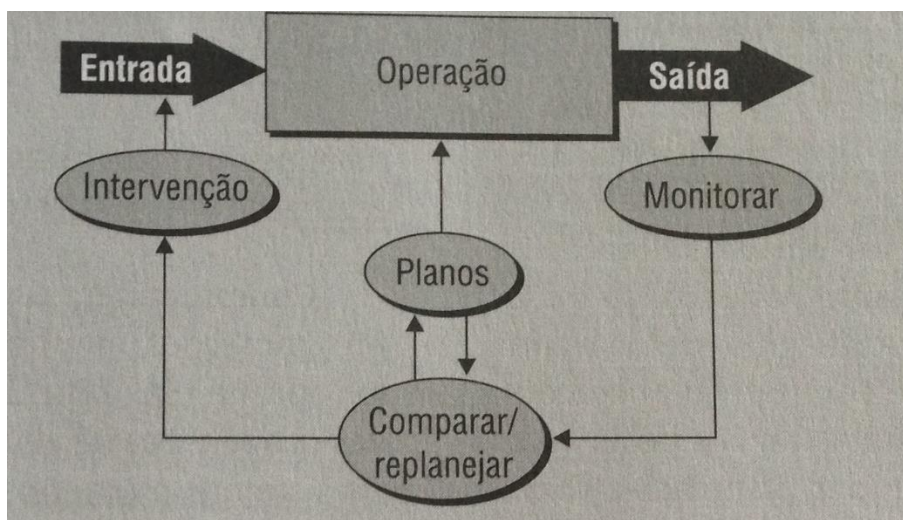 Entrada
Operação
Saída
Intervenção
Monitorar
Planos
Comparar/
replanejar